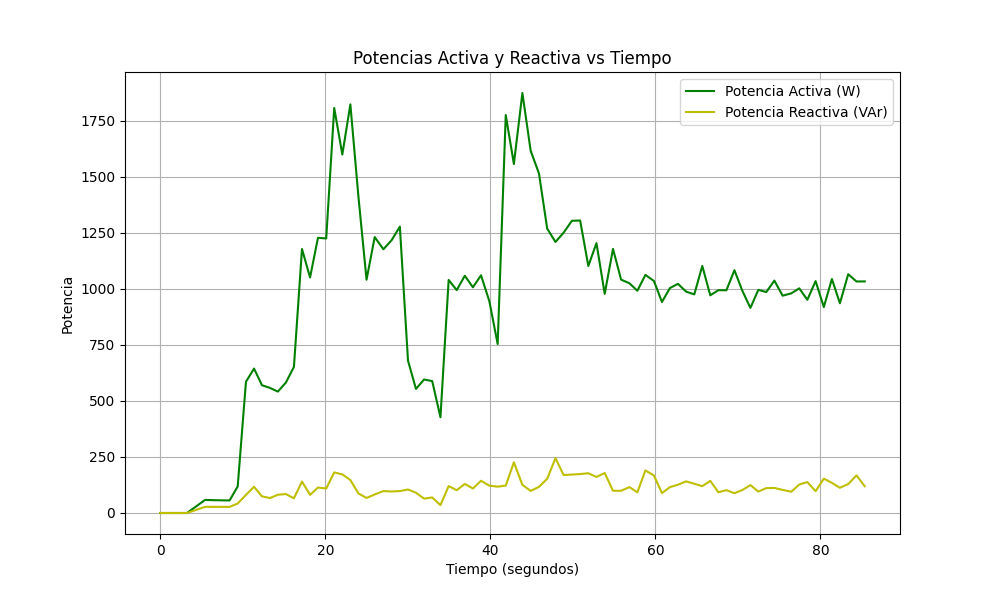 Potencias Activa y Reactiva vs Tiempo
Potencia Activa (W)
Potencia Reactiva (VAr)
Potencia
1750
1500
1250
1000
750
500
250
0
0 20 40 60 80
Tiempo (segundos)